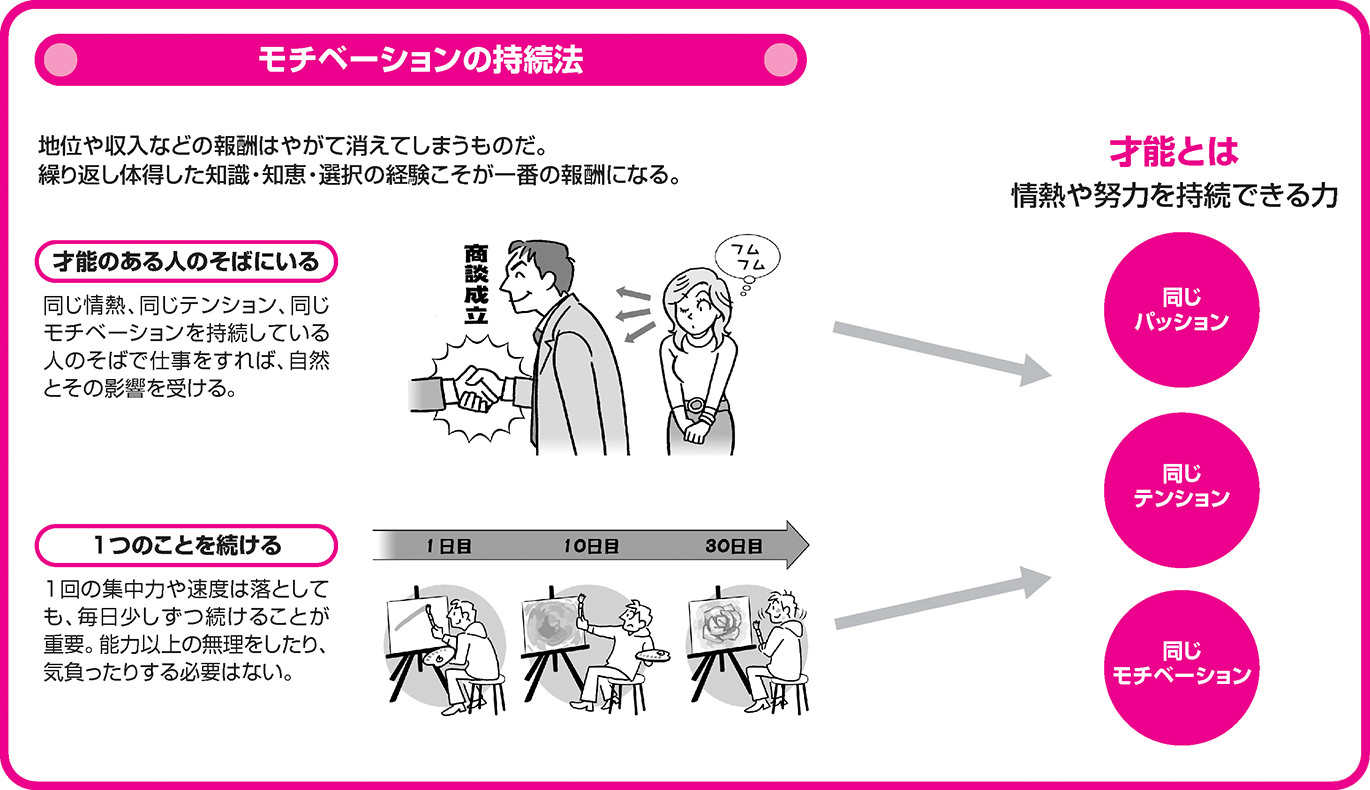 モチベーションの持続法
地位や収入などの報酬はやがて消えてしまうものだ。
繰り返し体得した知識・知恵・選択の経験こそが一番の報酬になる。
才能のある人のそばにいる
同じ情熱、同じテンション、同じ
モチベーションを持続している
人のそばで仕事をすれば、自然
とその影響を受ける。
商談成立
フム
フム
1つのことを続ける
1回の集中力や速度は落として
も、毎日少しずつ続けることが
重要。能力以上の無理をしたり、
気負ったりする必要はない。
1日目
10日目
30日目
才能とは
情熱や努力を持続できる力
同じ
パッション
同じ
テンション
同じ
モチベーション